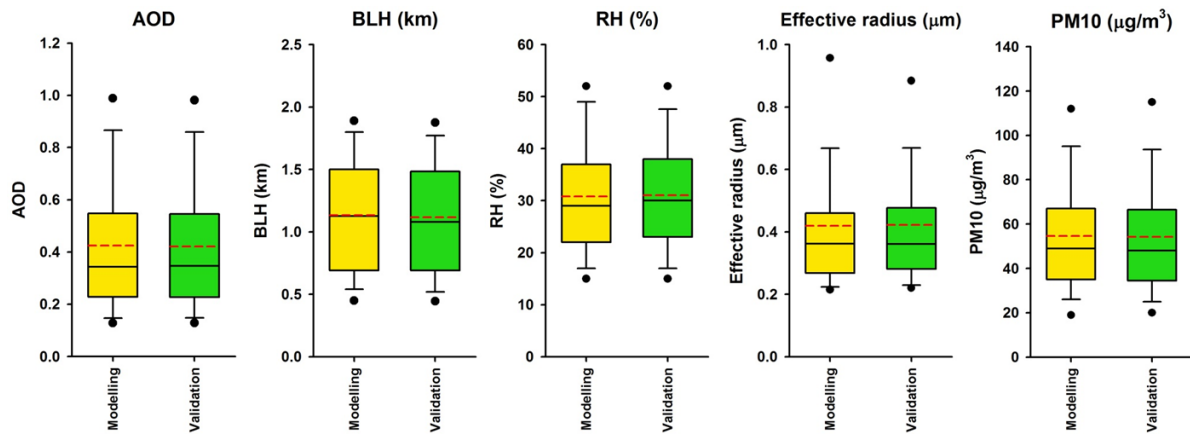 AOD
BLH (km)
RH (%)
Effective radius (μm)
PM10 (μg/m³)
AOD
1.2
1.0
0.8
0.6
0.4
0.2
0.0
Modelling
Validation
BLH (km)
2.5
2.0
1.5
1.0
0.5
0.0
Modelling
Validation
RH (%)
60
50
40
30
20
10
0
Modelling
Validation
Effective radius (μm)
1.0
0.8
0.6
0.4
0.2
0.0
Modelling
Validation
PM10 (μg/m³)
140
120
100
80
60
40
20
0
Modelling
Validation